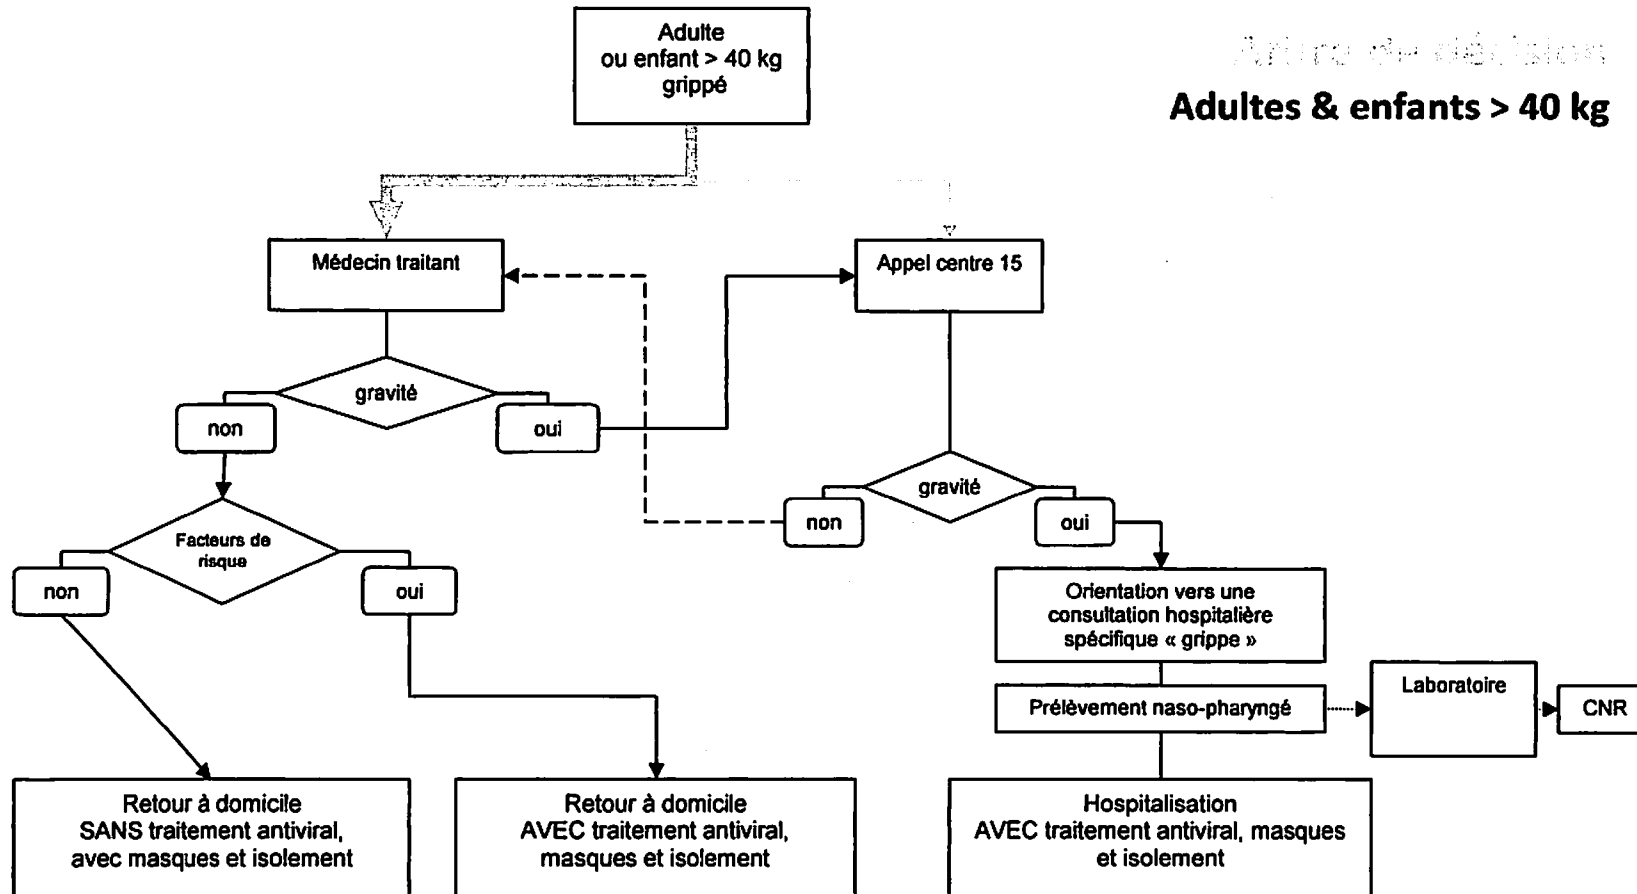 Adulte
ou enfant > 40 kg
grippé
Arbre de décision
Adultes & enfants > 40 kg
Médecin traitant
Appel centre 15
gravité
non
oui
gravité
non
oui
Facteurs de
risque
non
oui
Orientation vers une
consultation hospitalière
spécifique « grippe »
Prélèvement naso-pharyngé
Laboratoire
CNR
Retour à domicile
SANS traitement antiviral,
avec masques et isolement
Retour à domicile
AVEC traitement antiviral,
masques et isolement
Hospitalisation
AVEC traitement antiviral, masques
et isolement